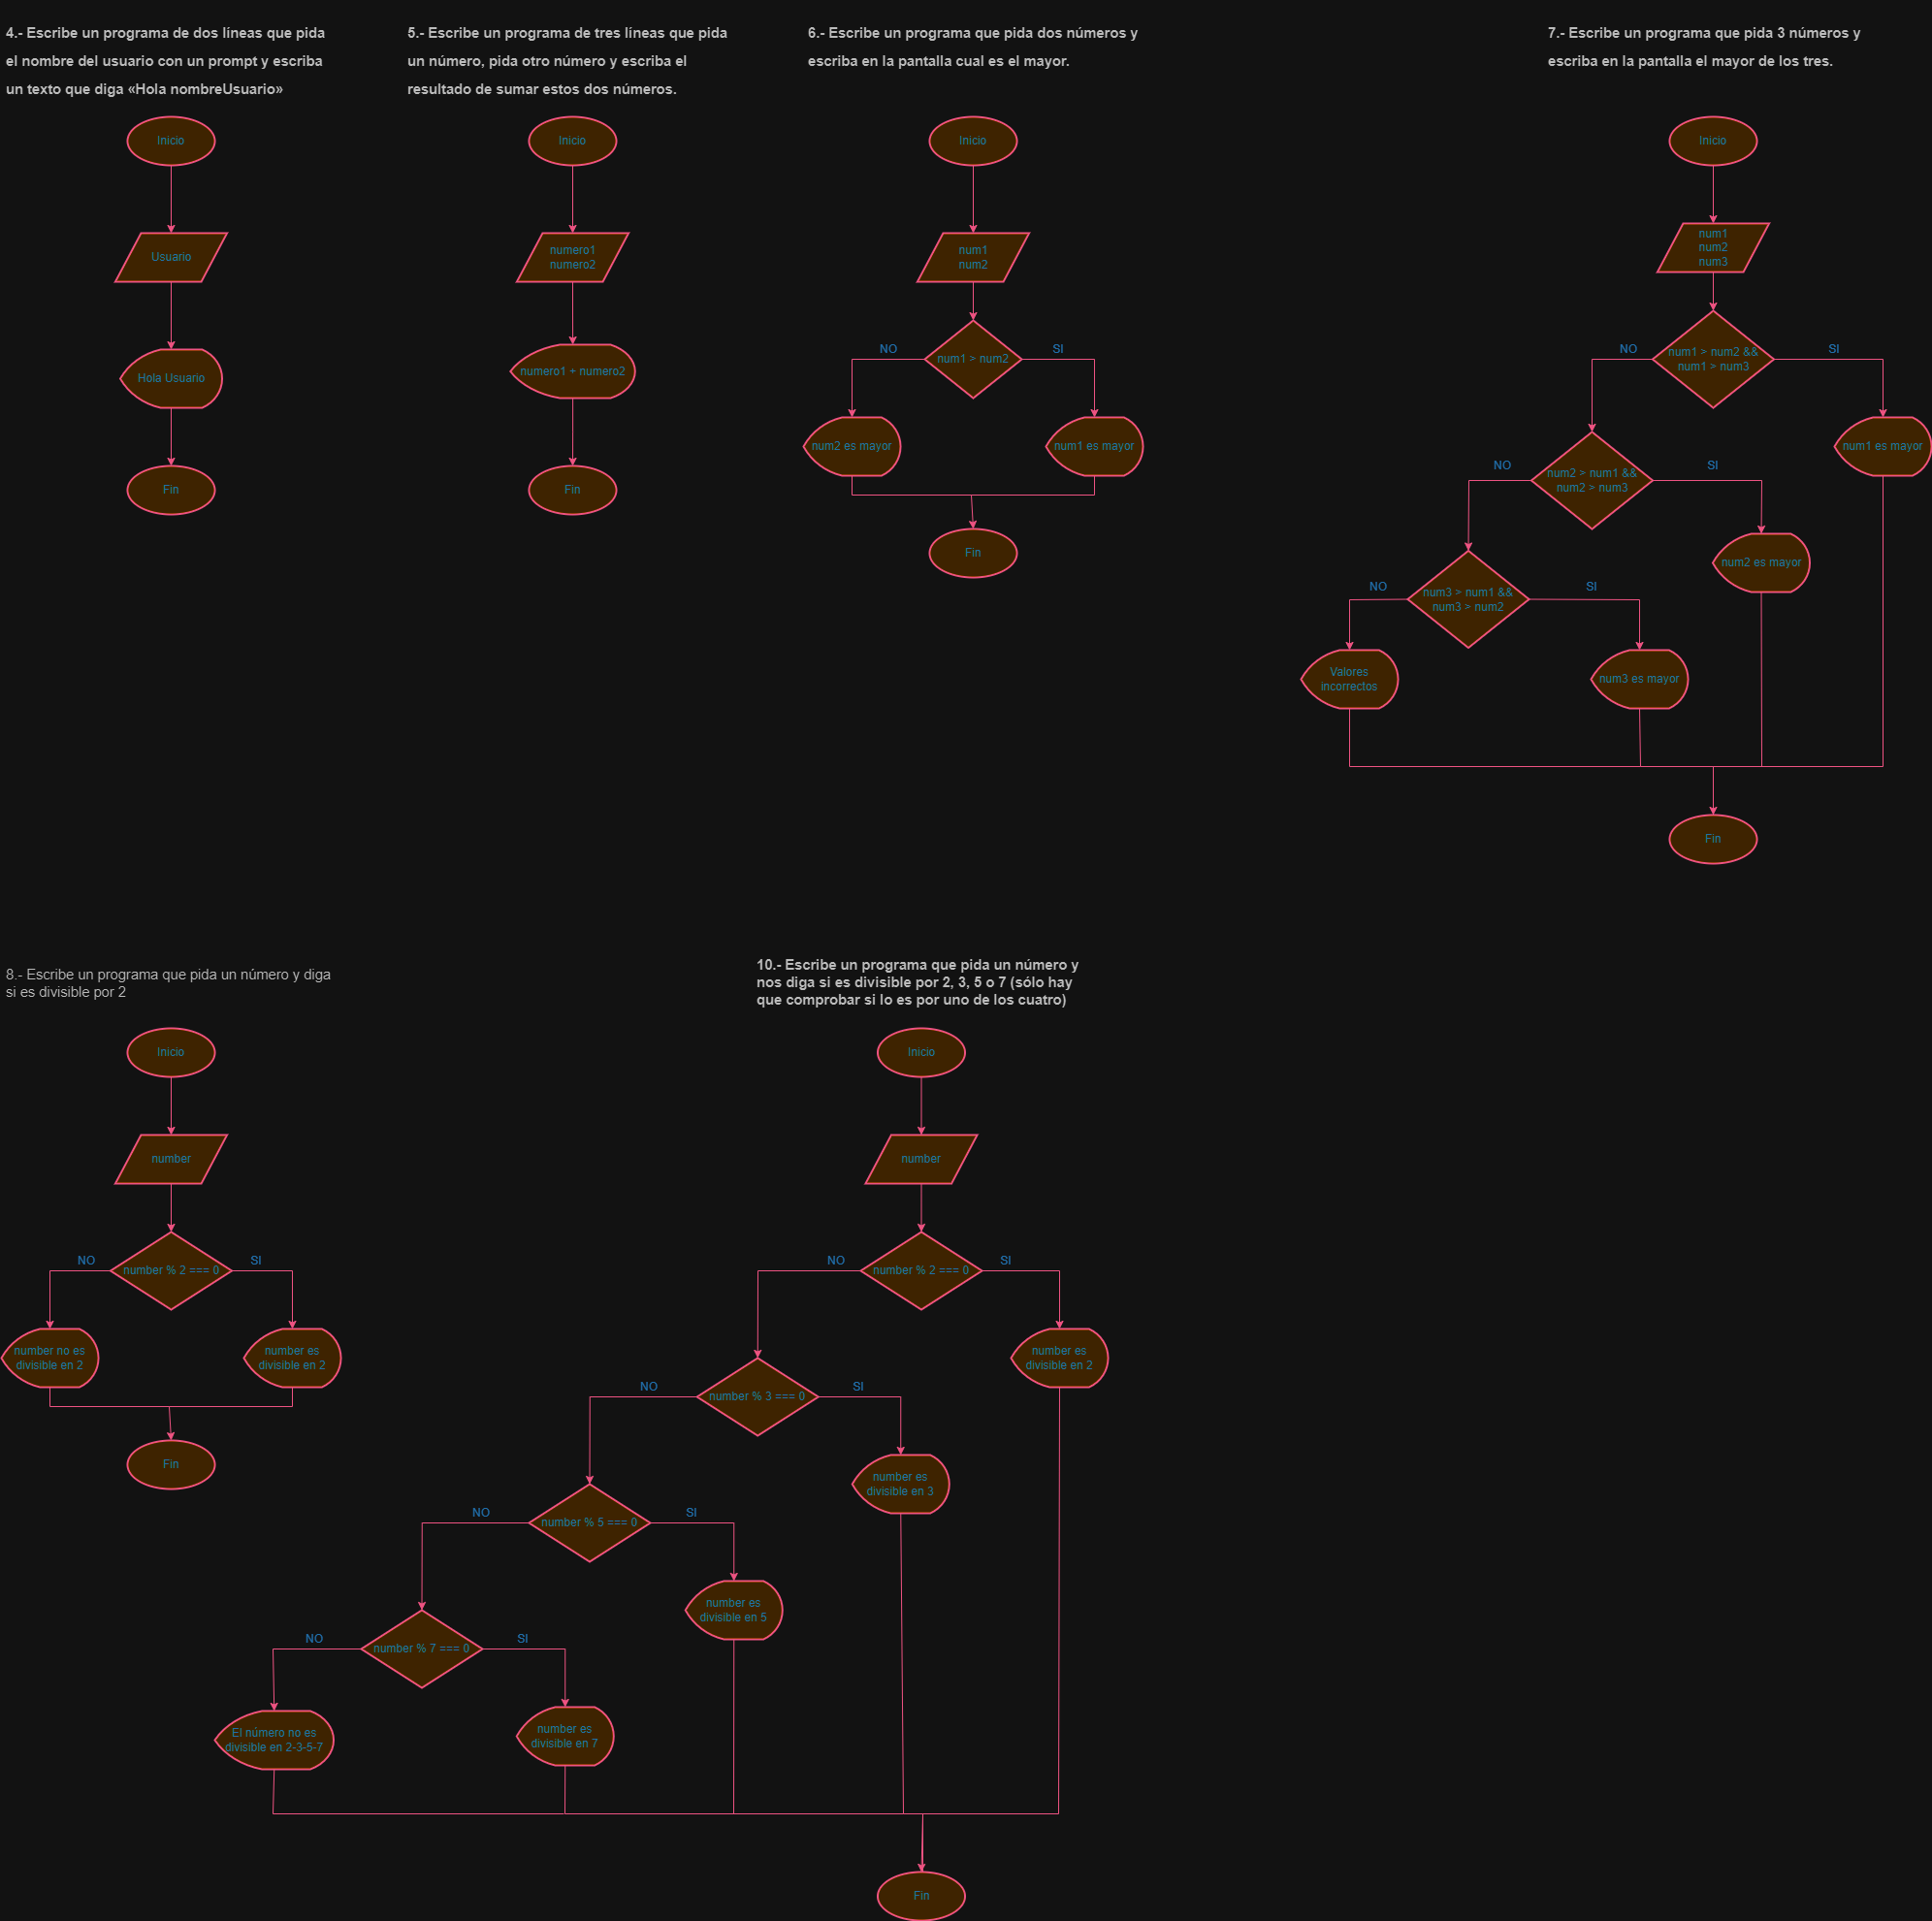 4.- Escribe un programa de dos líneas que pida
el nombre del usuario con un prompt y escriba
un texto que diga «Hola nombreUsuario»
Inicio
Usuario
Hola Usuario
Fin
5.- Escribe un programa de tres líneas que pida
un número, pida otro número y escriba el
resultado de sumar estos dos números.
Inicio
numero1
numero2
numero1 + numero2
Fin
6.- Escribe un programa que pida dos números y
escriba en la pantalla cual es el mayor.
Inicio
num1
num2
num1 > num2
NO
SI
num2 es mayor
num1 es mayor
Fin
7.- Escribe un programa que pida 3 números y
escriba en la pantalla el mayor de los tres.
Inicio
num1
num2
num3
num1 > num2 &&
num1 > num3
NO
SI
num1 es mayor
num2 > num1 &&
num2 > num3
NO
SI
num2 es mayor
num3 > num1 &&
num3 > num2
NO
SI
Valores
incorrectos
num3 es mayor
Fin
8.- Escribe un programa que pida un número y diga
si es divisible por 2
Inicio
number
number % 2 === 0
NO
SI
number no es
divisible en 2
number es
divisible en 2
Fin
10.- Escribe un programa que pida un número y
nos diga si es divisible por 2, 3, 5 o 7 (sólo hay
que comprobar si lo es por uno de los cuatro)
Inicio
number
number % 2 === 0
NO
SI
number es
divisible en 2
number % 3 === 0
NO
SI
number es
divisible en 3
number % 5 === 0
NO
SI
number es
divisible en 5
number % 7 === 0
NO
SI
El número no es
divisible en 2-3-5-7
number es
divisible en 7
Fin